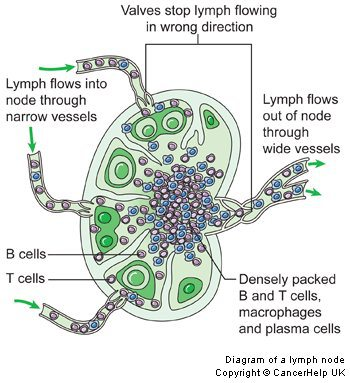 Valves stop lymph flowing
in wrong direction
Lymph flows into
node through
narrow vessels
Lymph flows
out of node
through
wide vessels
B cells
T cells
Densely packed
B and T cells,
macrophages
and plasma cells
Diagram of a lymph node
Copyright © CancerHelp UK